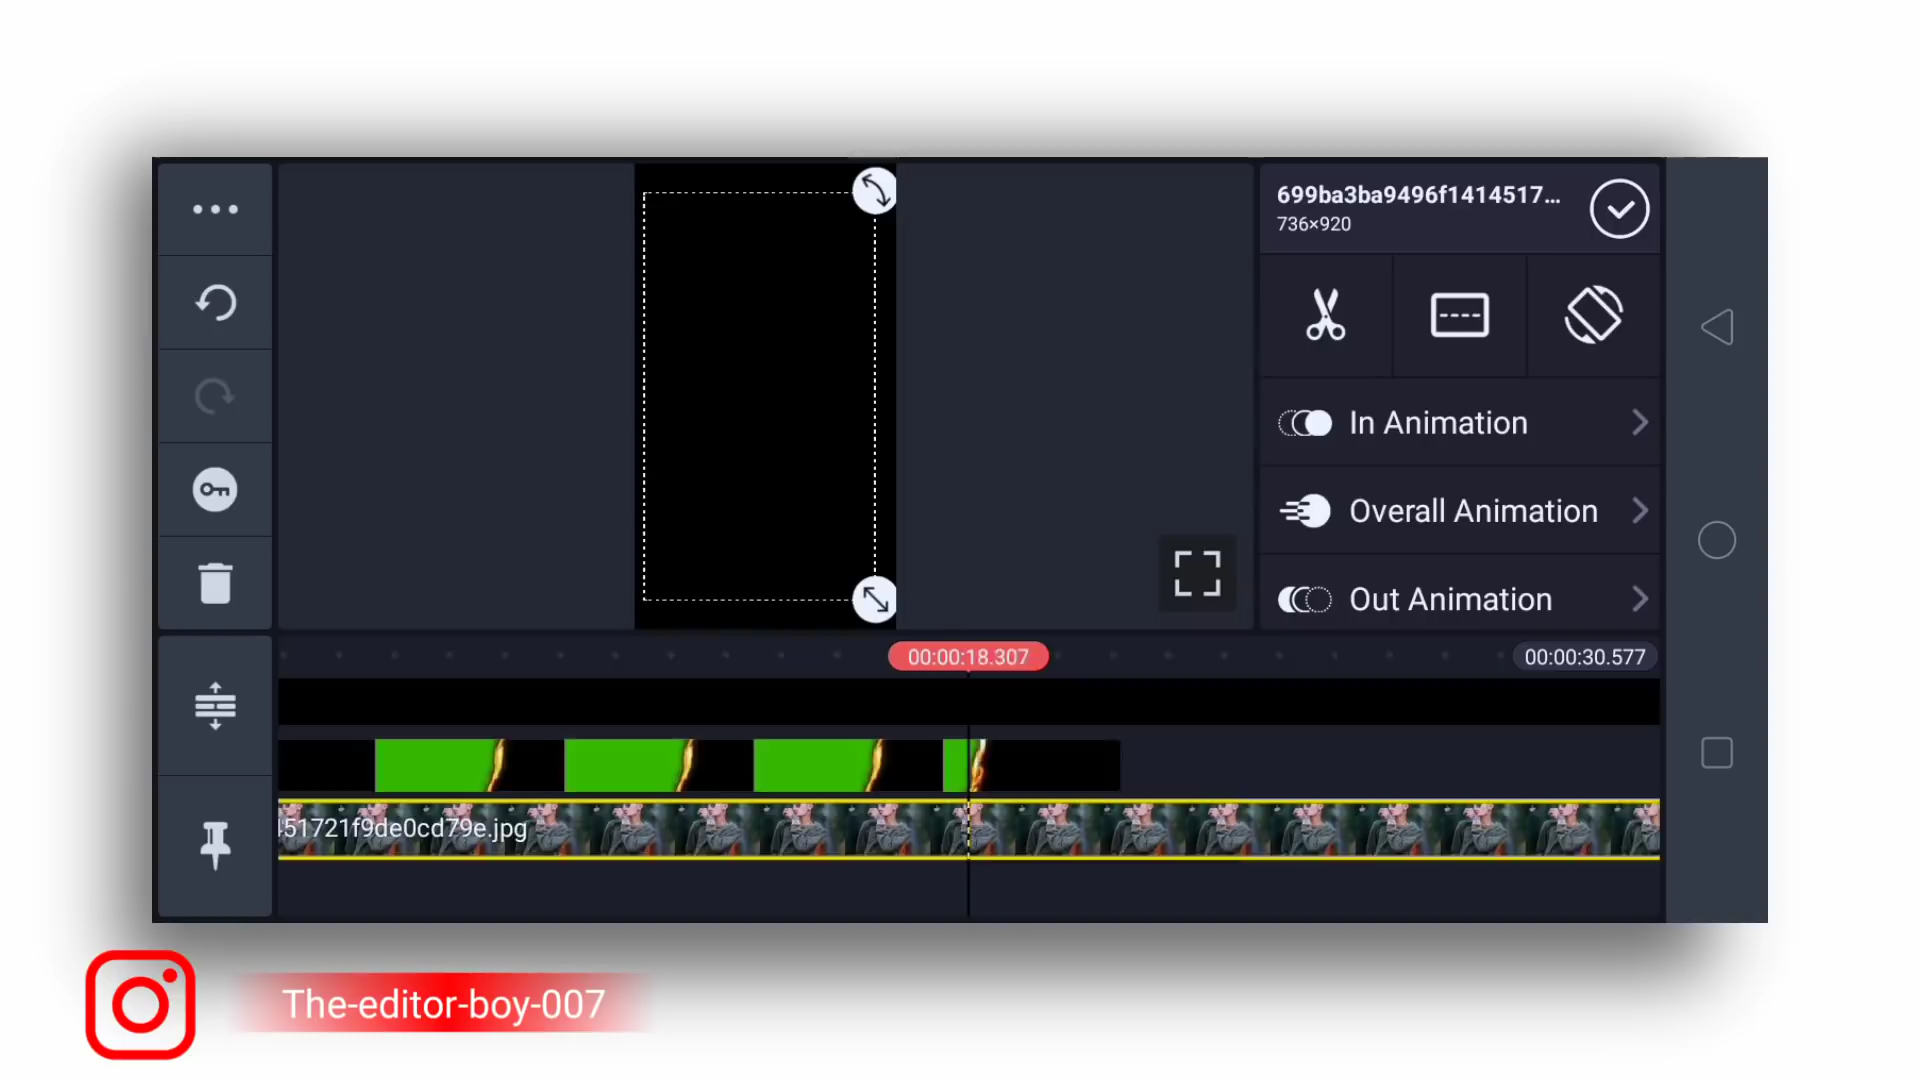 699ba3ba9496f1414517...
736×920
In Animation
Overall Animation
Out Animation
00:00:18.307
00:00:30.577
451721f9de0cd79e.jpg
The-editor-boy-007